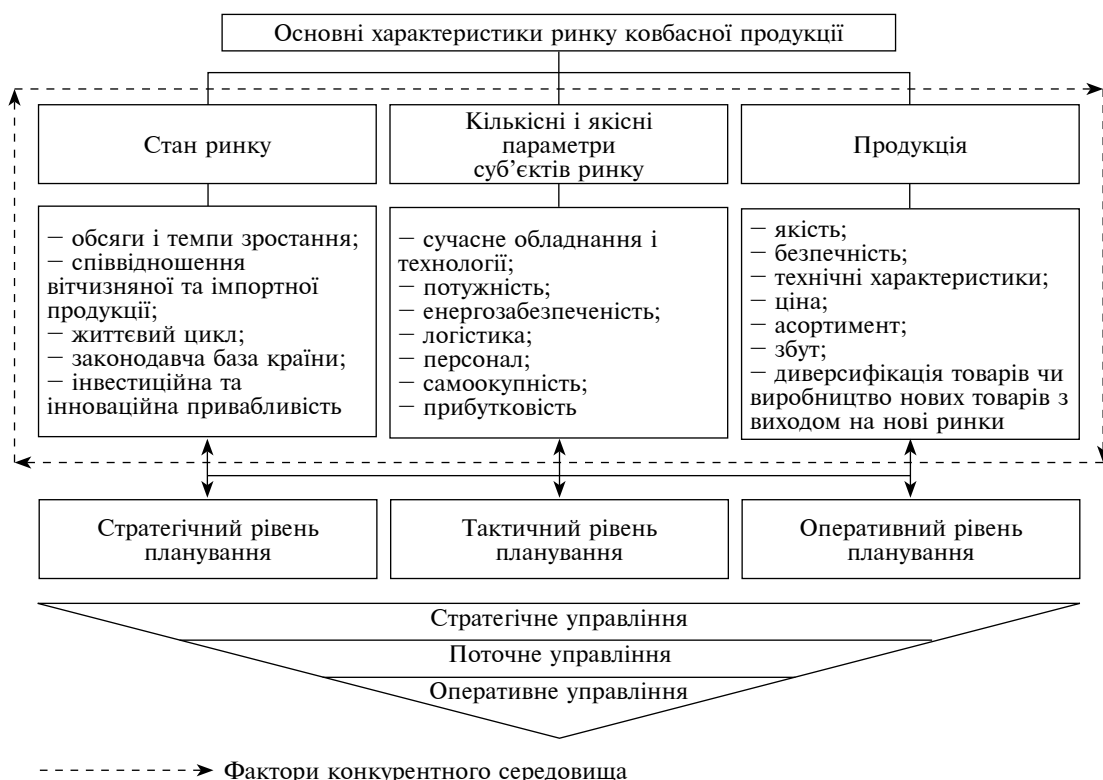 Основні характеристики ринку ковбасної продукції
Стан ринку
Кількісні і якісні
параметри
суб’єктів ринку
Продукція
— обсяги і темпи зростання;
— співвідношення
вітчизняної та імпортної
продукції;
— життєвий цикл;
— законодавча база країни;
— інвестиційна та
інноваційна привабливість
— сучасне обладнання і
технології;
— потужність;
— енергозабезпеченість;
— логістика;
— персонал;
— самоокупність;
— прибутковість
— якість;
— безпечність;
— технічні характеристики;
— ціна;
— асортимент;
— збут;
— диверсифікація товарів чи
виробництво нових товарів з
виходом на нові ринки
Стратегічний рівень
планування
Тактичний рівень
планування
Оперативний рівень
планування
Стратегічне управління
Поточне управління
Оперативне управління
Фактори конкурентного середовища